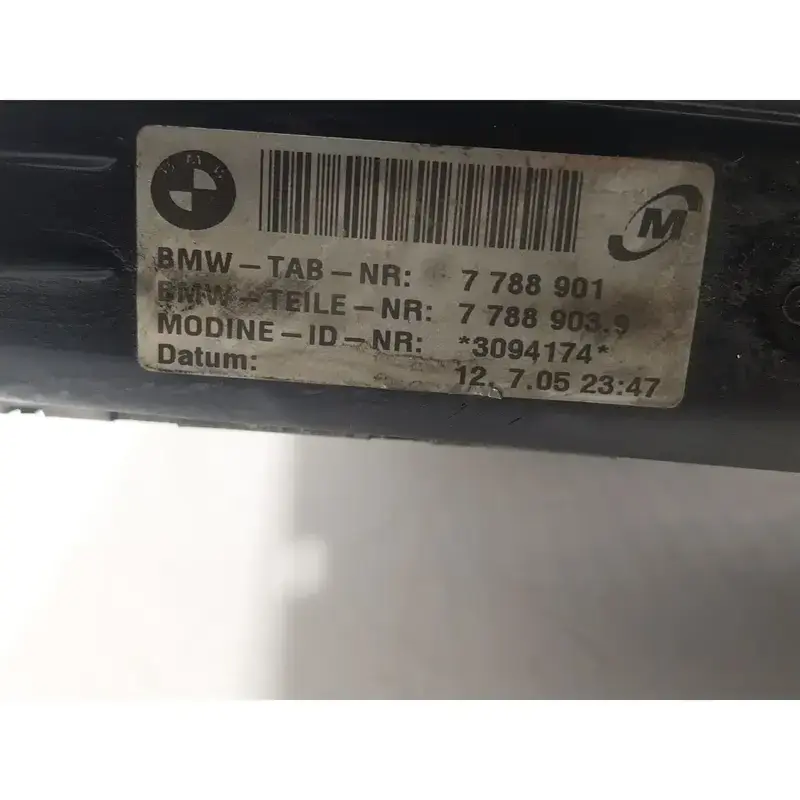 BMW
M
BMW-TAB-NR: 7 788 901
BMW-TEILE-NR: 7 788 903.9
MODINE-ID-NR: *3094174*
Datum: 12. 7.05 23:47